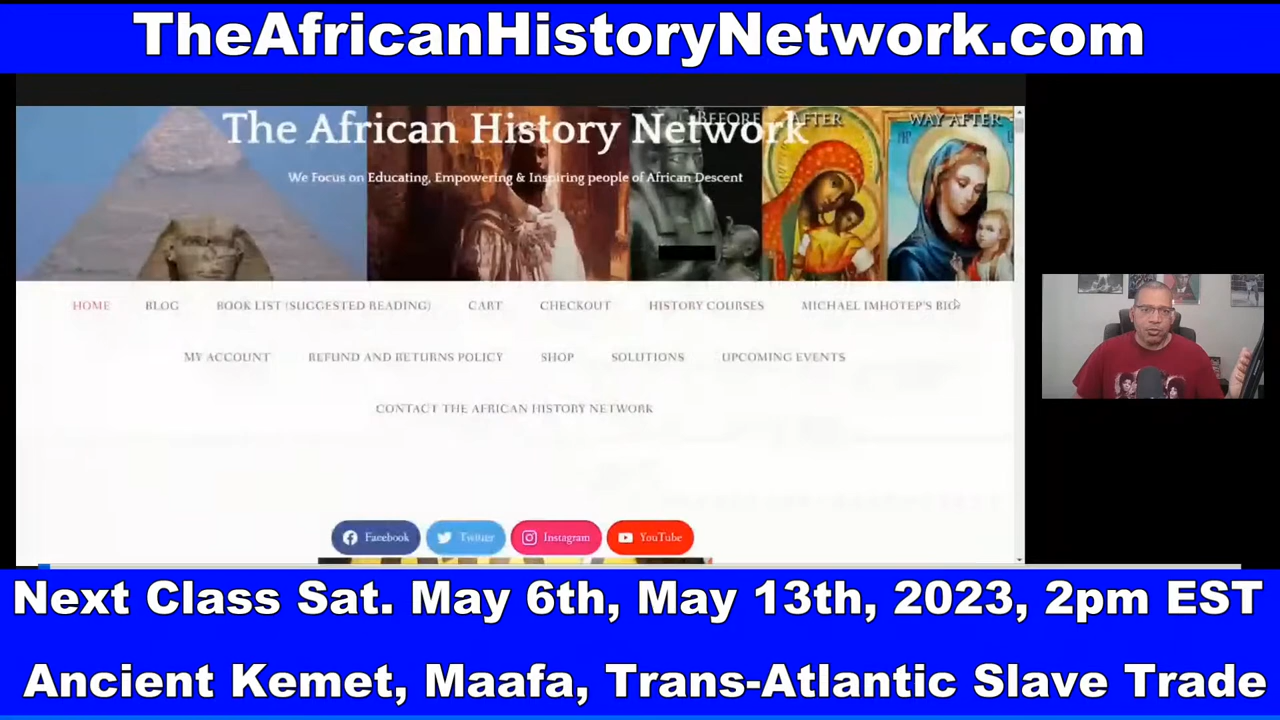 TheAfricanHistoryNetwork.com
The African History Network
BEFORE AFTER WAY AFTER
We Focus on Educating, Empowering & Inspiring people of African Descent
HOME BLOG BOOK LIST (SUGGESTED READING) CART CHECKOUT HISTORY COURSES MICHAEL IMHOTEP'S BIO
MY ACCOUNT REFUND AND RETURNS POLICY SHOP SOLUTIONS UPCOMING EVENTS
CONTACT THE AFRICAN HISTORY NETWORK
Facebook Twitter Instagram YouTube
Next Class Sat. May 6th, May 13th, 2023, 2pm EST
Ancient Kemet, Maafa, Trans-Atlantic Slave Trade